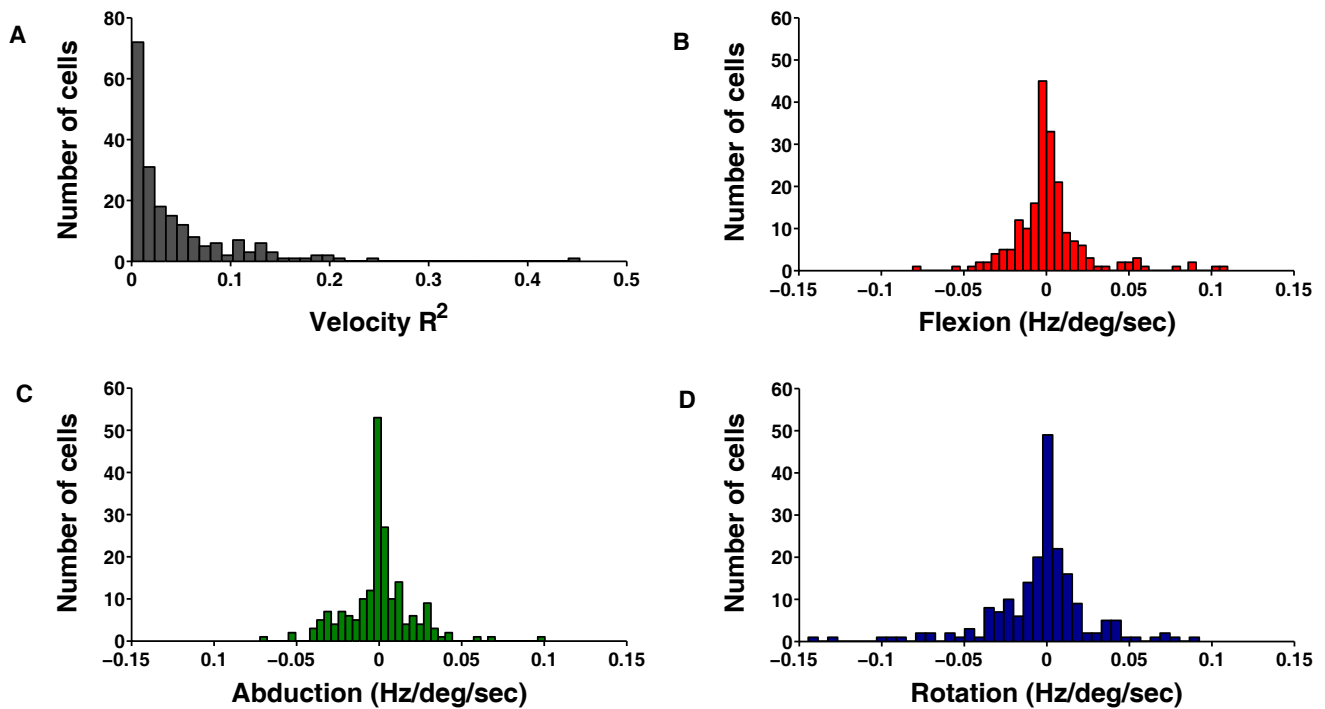 A
Number of cells
80
60
40
20
0
0 0.1 0.2 0.3 0.4 0.5
Velocity R²
B
Number of cells
60
50
40
30
20
10
0
−0.15 −0.1 −0.05 0 0.05 0.1 0.15
Flexion (Hz/deg/sec)
C
Number of cells
60
50
40
30
20
10
0
−0.15 0.1 −0.05 0 0.05 0.1 0.15
Abduction (Hz/deg/sec)
D
Number of cells
60
50
40
30
20
10
0
−0.15 −0.1 −0.05 0 0.05 0.1 0.15
Rotation (Hz/deg/sec)